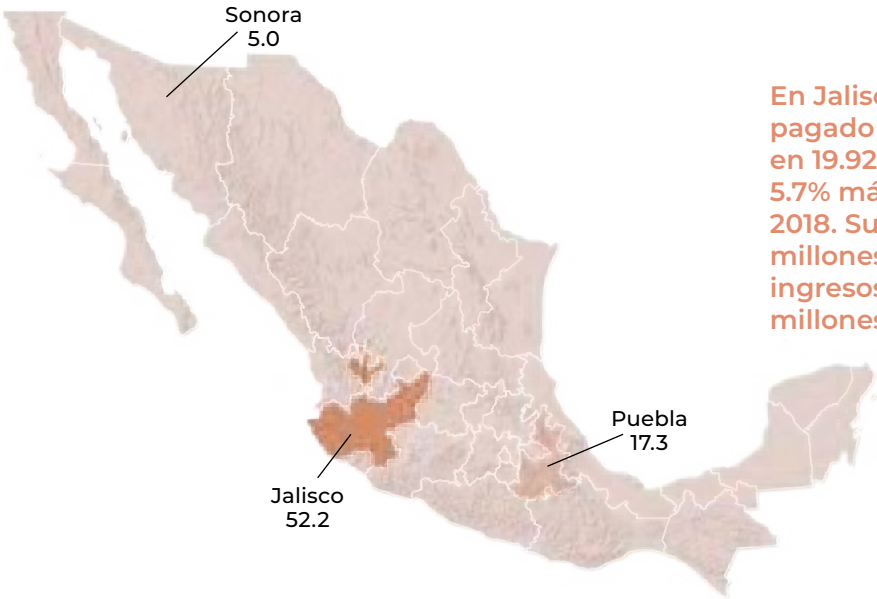 Sonora
5.0
En Jalis
pagado
en 19.92
5.7% má
2018. Su
millones
ingresos
millones
Puebla
17.3
Jalisco
52.2